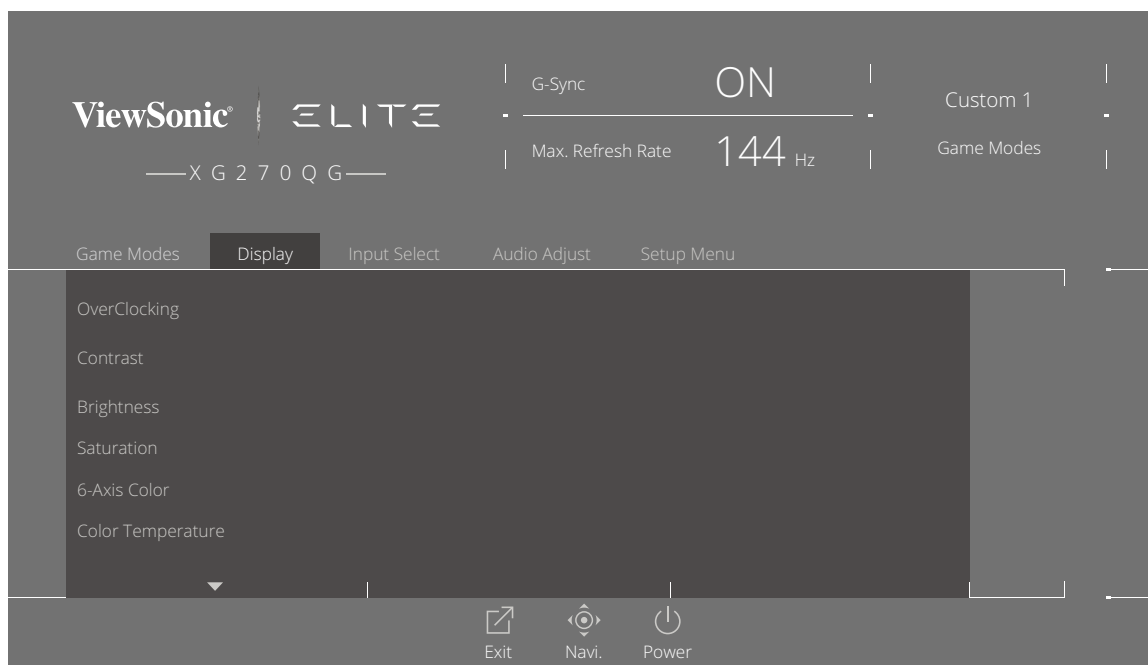 ViewSonic® ELITE
XG270QG
G-Sync ON
Max. Refresh Rate 144 Hz
Custom 1
Game Modes
Game Modes Display Input Select Audio Adjust Setup Menu
OverClocking
Contrast
Brightness
Saturation
6-Axis Color
Color Temperature
Exit Navi. Power